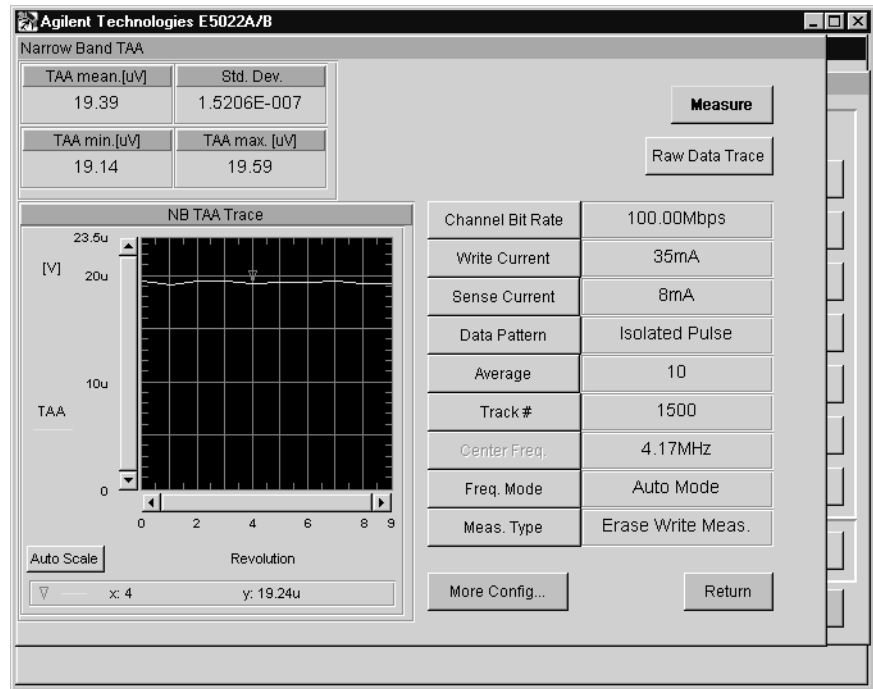 Agilent Technologies E5022A/B
Narrow Band TAA
TAA mean.[uV] Std. Dev.
19.39 1.5206E-007
TAA min.[uV] TAA max. [uV]
19.14 19.59
Measure
Raw Data Trace
NB TAA Trace
23.5u
[V]
20u
10u
TAA
0
0 2 4 6 8 9
Auto Scale Revolution
x: 4 y: 19.24u
Channel Bit Rate 100.00Mbps
Write Current 35mA
Sense Current 8mA
Data Pattern Isolated Pulse
Average 10
Track # 1500
Center Freq. 4.17MHz
Freq. Mode Auto Mode
Meas. Type Erase Write Meas.
More Config... Return